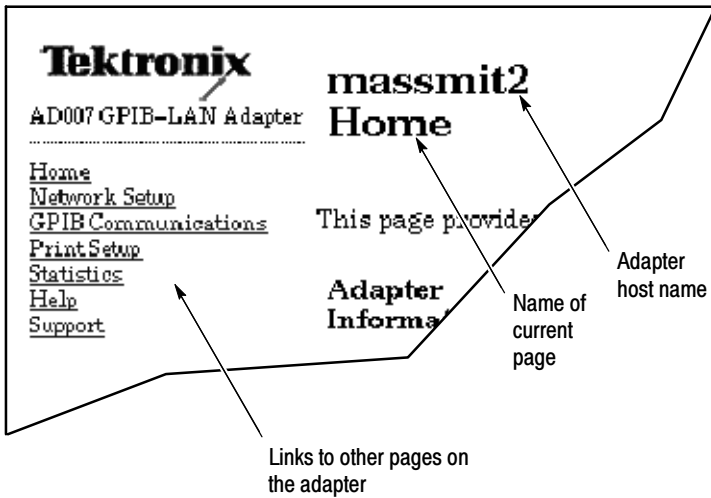 Tektronix
AD007 GPIB-LAN Adapter
Home
Network Setup
GPIB Communications
Print Setup
Statistics
Help
Support
massmit2
Home
This page provide
Adapter
Informa
Adapter
host name
Name of
current
page
Links to other pages on
the adapter